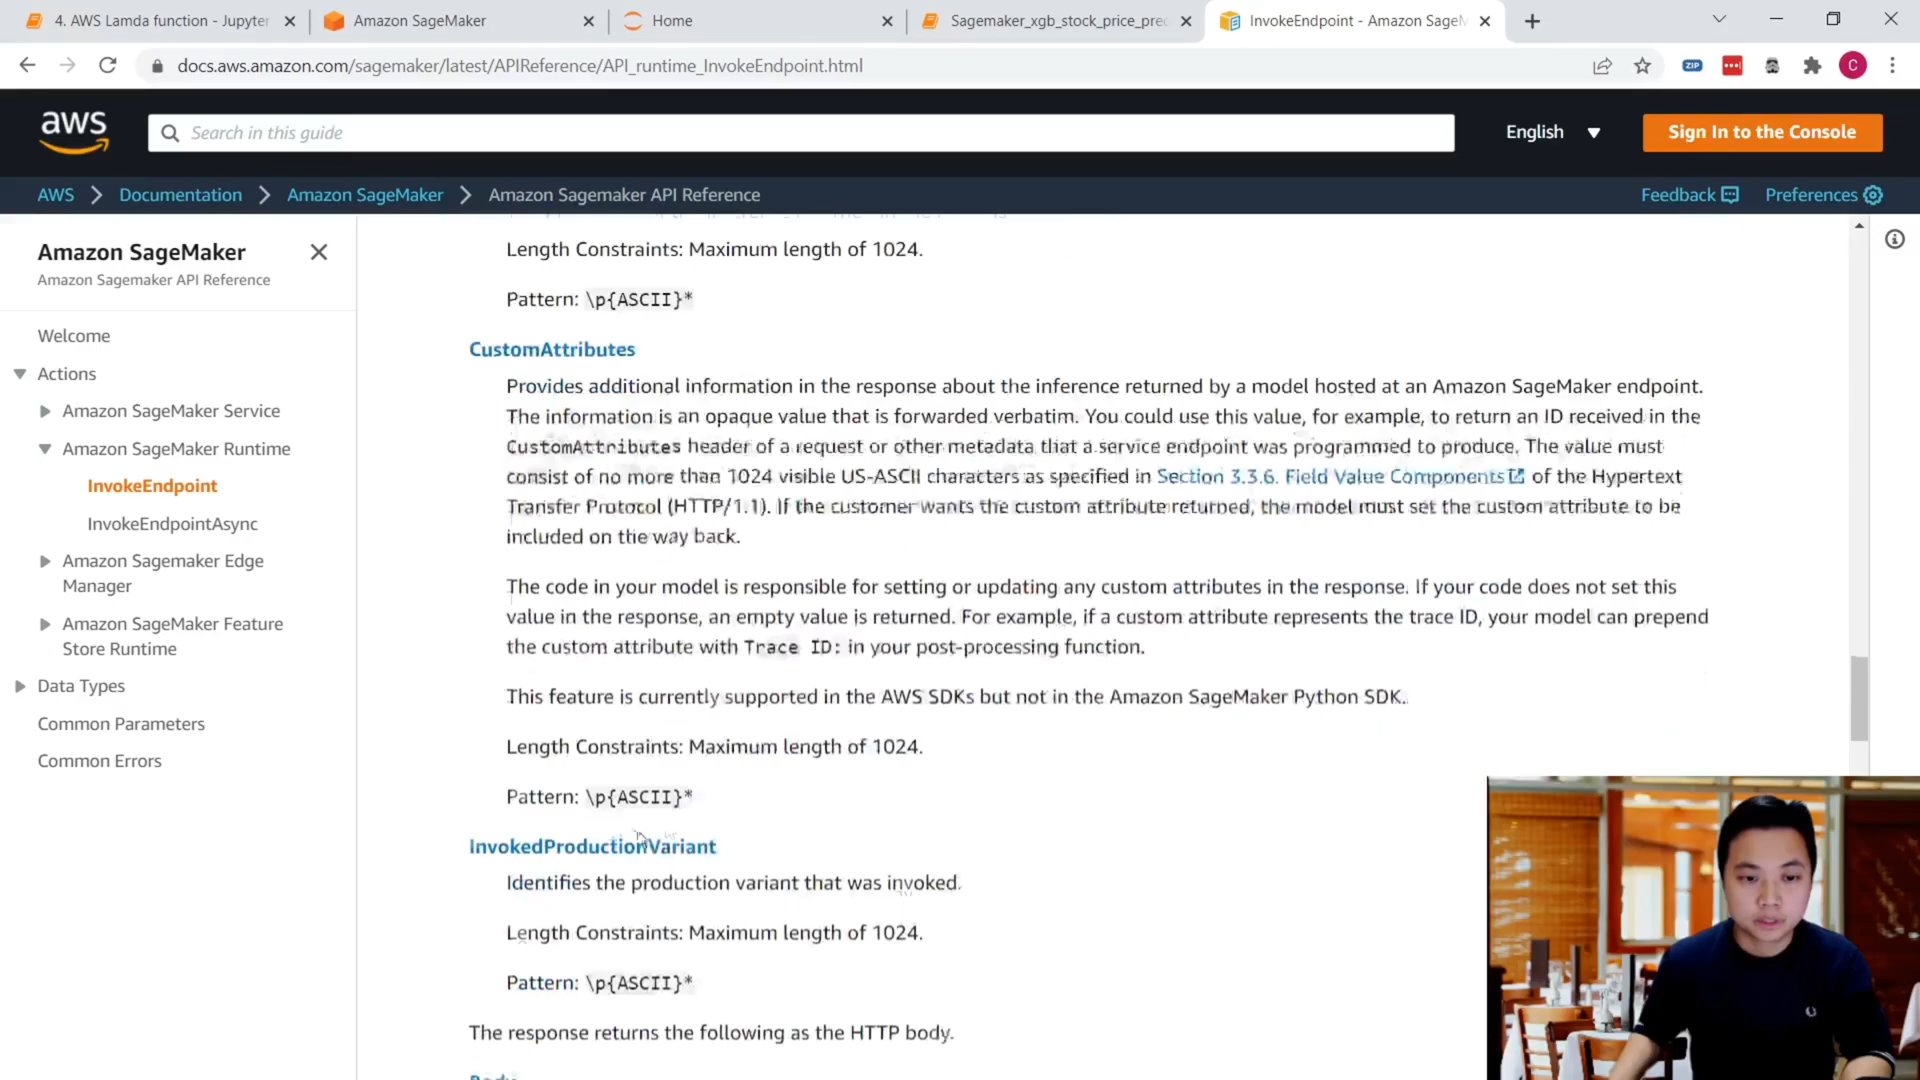 4. AWS Lamda function - Jupyter
Amazon SageMaker
Home
Sagemaker_xgb_stock_price_pred
InvokeEndpoint - Amazon SageM
docs.aws.amazon.com/sagemaker/latest/APIReference/API_runtime_InvokeEndpoint.html
ZIP
C
aws
Search in this guide
English
Sign In to the Console
AWS
Documentation
Amazon SageMaker
Amazon Sagemaker API Reference
Feedback
Preferences
Amazon SageMaker
Amazon Sagemaker API Reference
Welcome
Actions
Amazon SageMaker Service
Amazon SageMaker Runtime
InvokeEndpoint
InvokeEndpointAsync
Amazon Sagemaker Edge
Manager
Amazon SageMaker Feature
Store Runtime
Data Types
Common Parameters
Common Errors
Length Constraints: Maximum length of 1024.
Pattern: \p{ASCII}*
CustomAttributes
Provides additional information in the response about the inference returned by a model hosted at an Amazon SageMaker endpoint.
The information is an opaque value that is forwarded verbatim. You could use this value, for example, to return an ID received in the
CustomAttributes header of a request or other metadata that a service endpoint was programmed to produce. The value must
consist of no more than 1024 visible US-ASCII characters as specified in Section 3.3.6. Field Value Components of the Hypertext
Transfer Protocol (HTTP/1.1). If the customer wants the custom attribute returned, the model must set the custom attribute to be
included on the way back.
The code in your model is responsible for setting or updating any custom attributes in the response. If your code does not set this
value in the response, an empty value is returned. For example, if a custom attribute represents the trace ID, your model can prepend
the custom attribute with Trace ID: in your post-processing function.
This feature is currently supported in the AWS SDKs but not in the Amazon SageMaker Python SDK.
Length Constraints: Maximum length of 1024.
Pattern: \p{ASCII}*
InvokedProductionVariant
Identifies the production variant that was invoked.
Length Constraints: Maximum length of 1024.
Pattern: \p{ASCII}*
The response returns the following as the HTTP body.